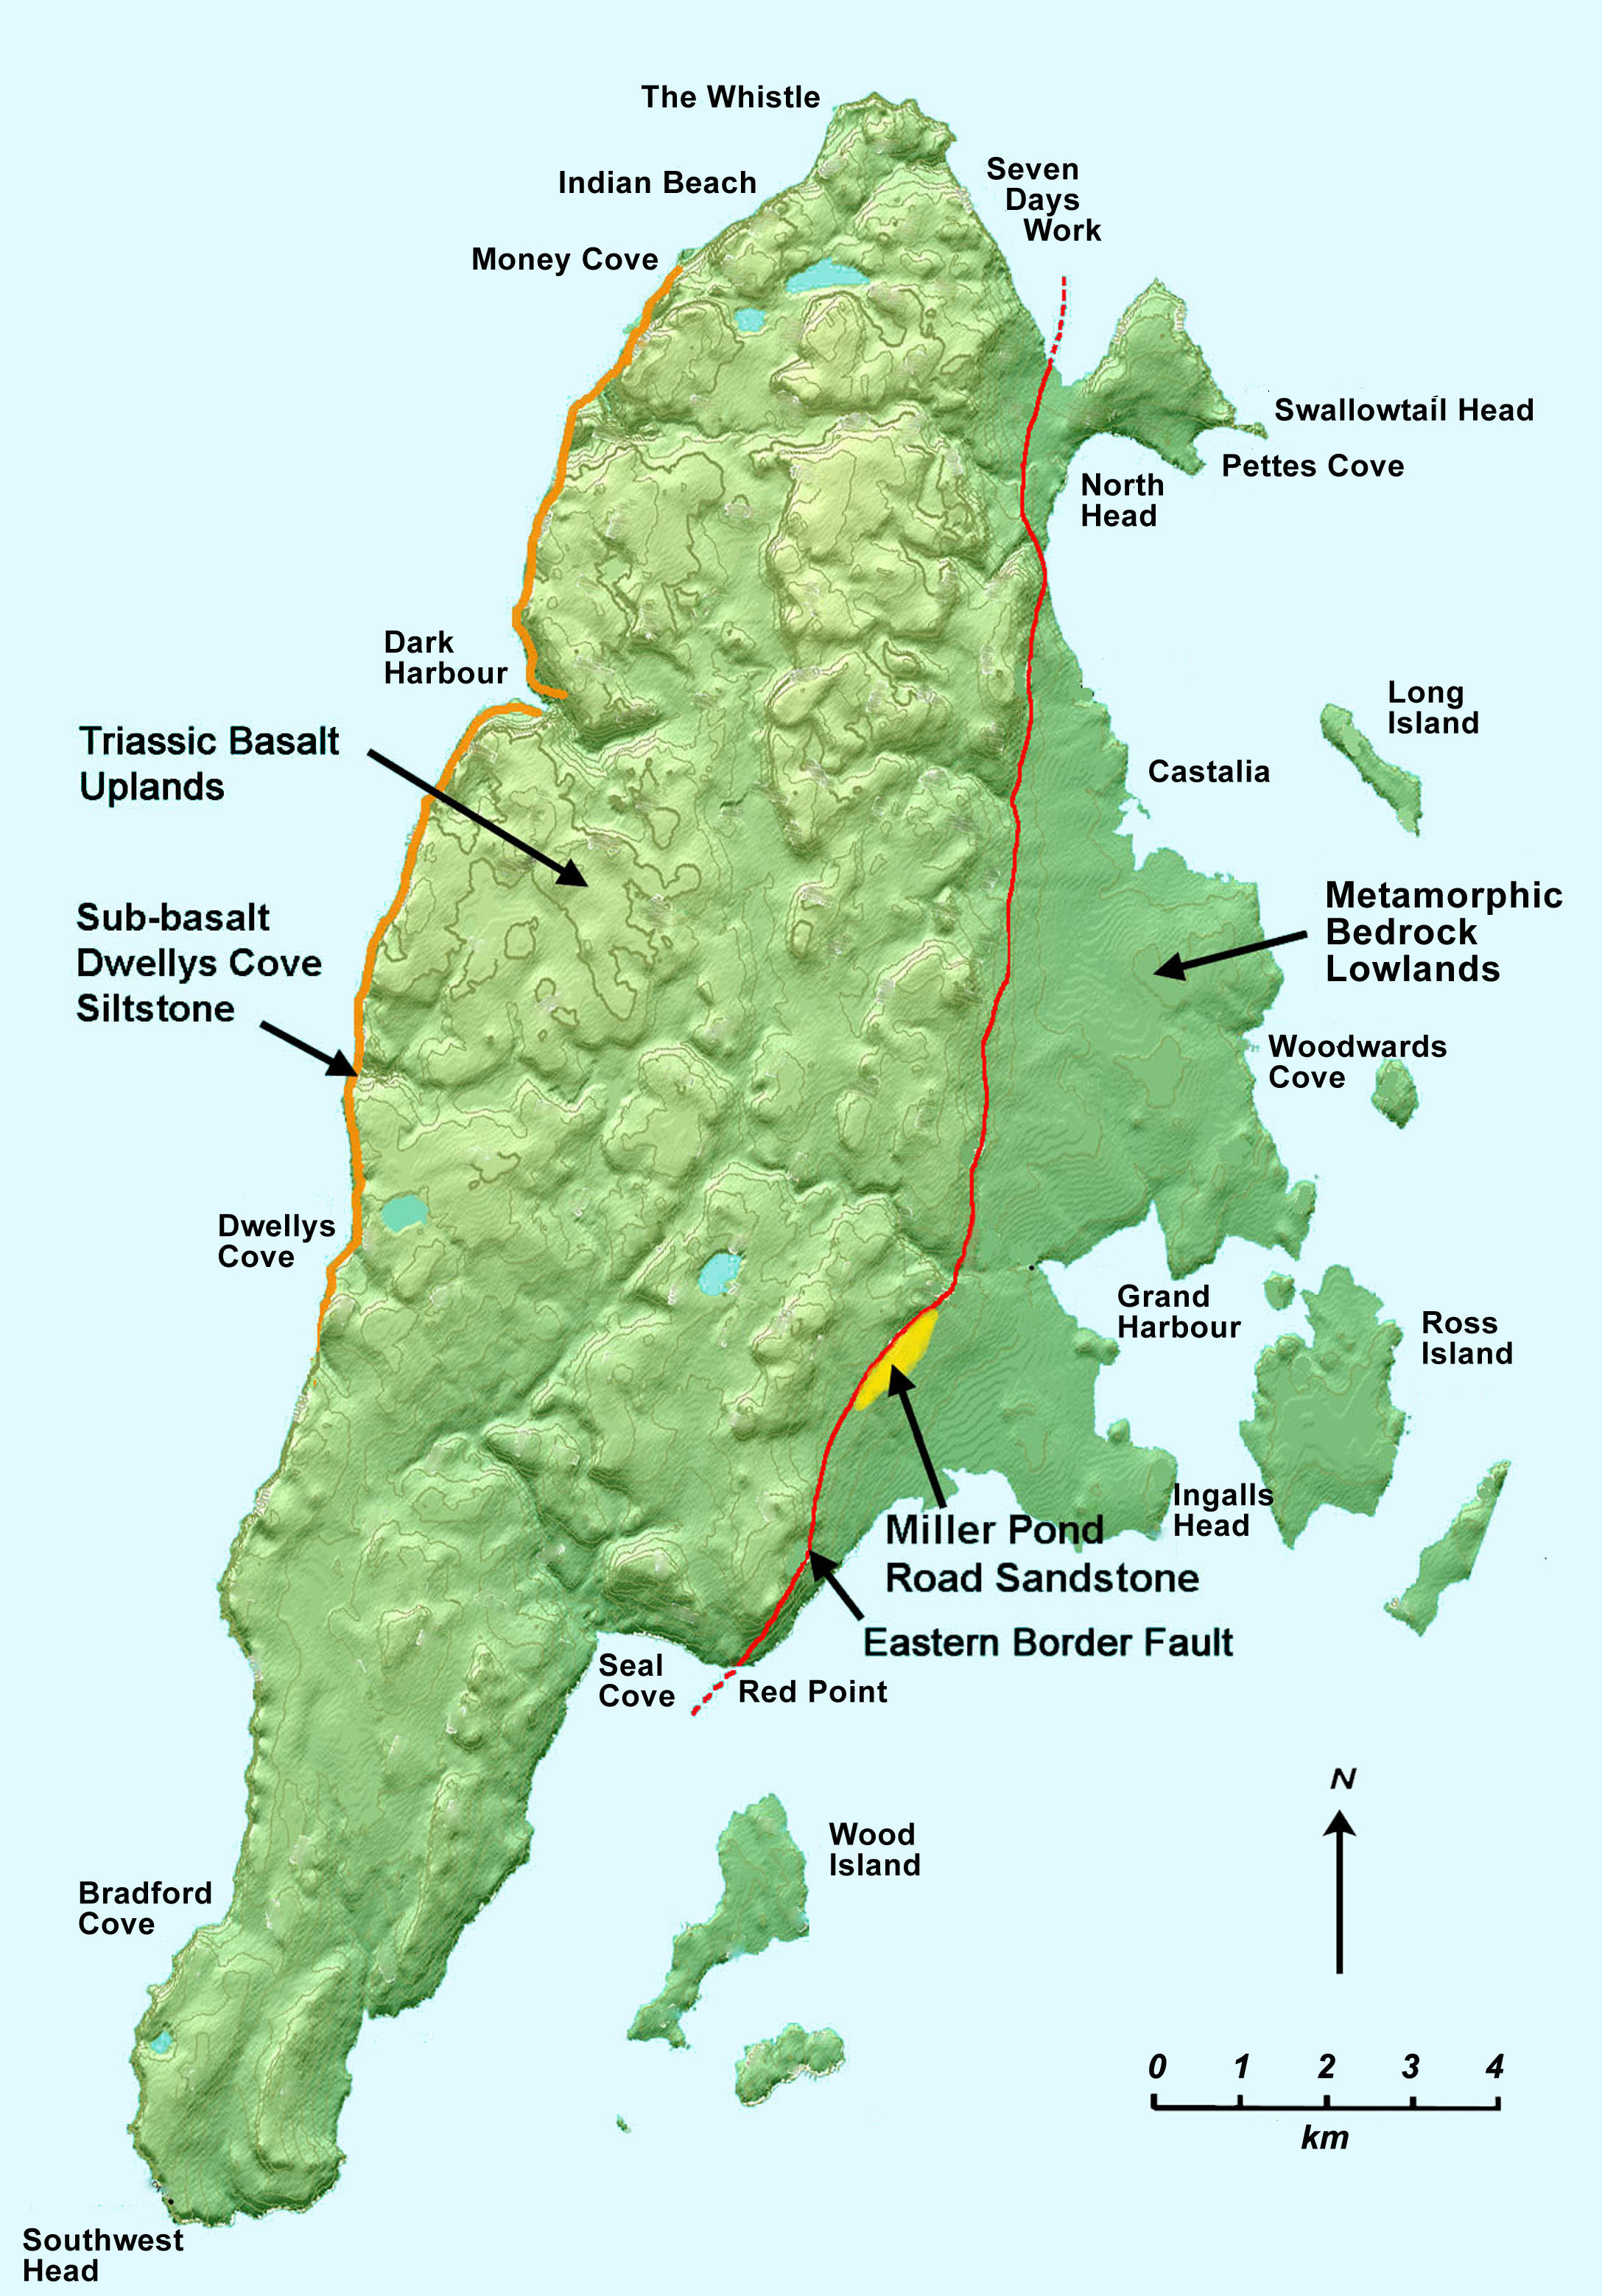 The Whistle
Indian Beach
Seven
Days
Work
Money Cove
Swallowtail Head
Pettes Cove
North
Head
Dark
Harbour
Long
Island
Triassic Basalt
Uplands
Castalia
Sub-basalt
Dwellys Cove
Siltstone
Metamorphic
Bedrock
Lowlands
Woodwards
Cove
Dwellys
Cove
Grand
Harbour
Ross
Island
Ingalls
Head
Miller Pond
Road Sandstone
Eastern Border Fault
Seal
Cove
Red Point
N
Wood
Island
Bradford
Cove
0 1 2 3 4
km
Southwest
Head